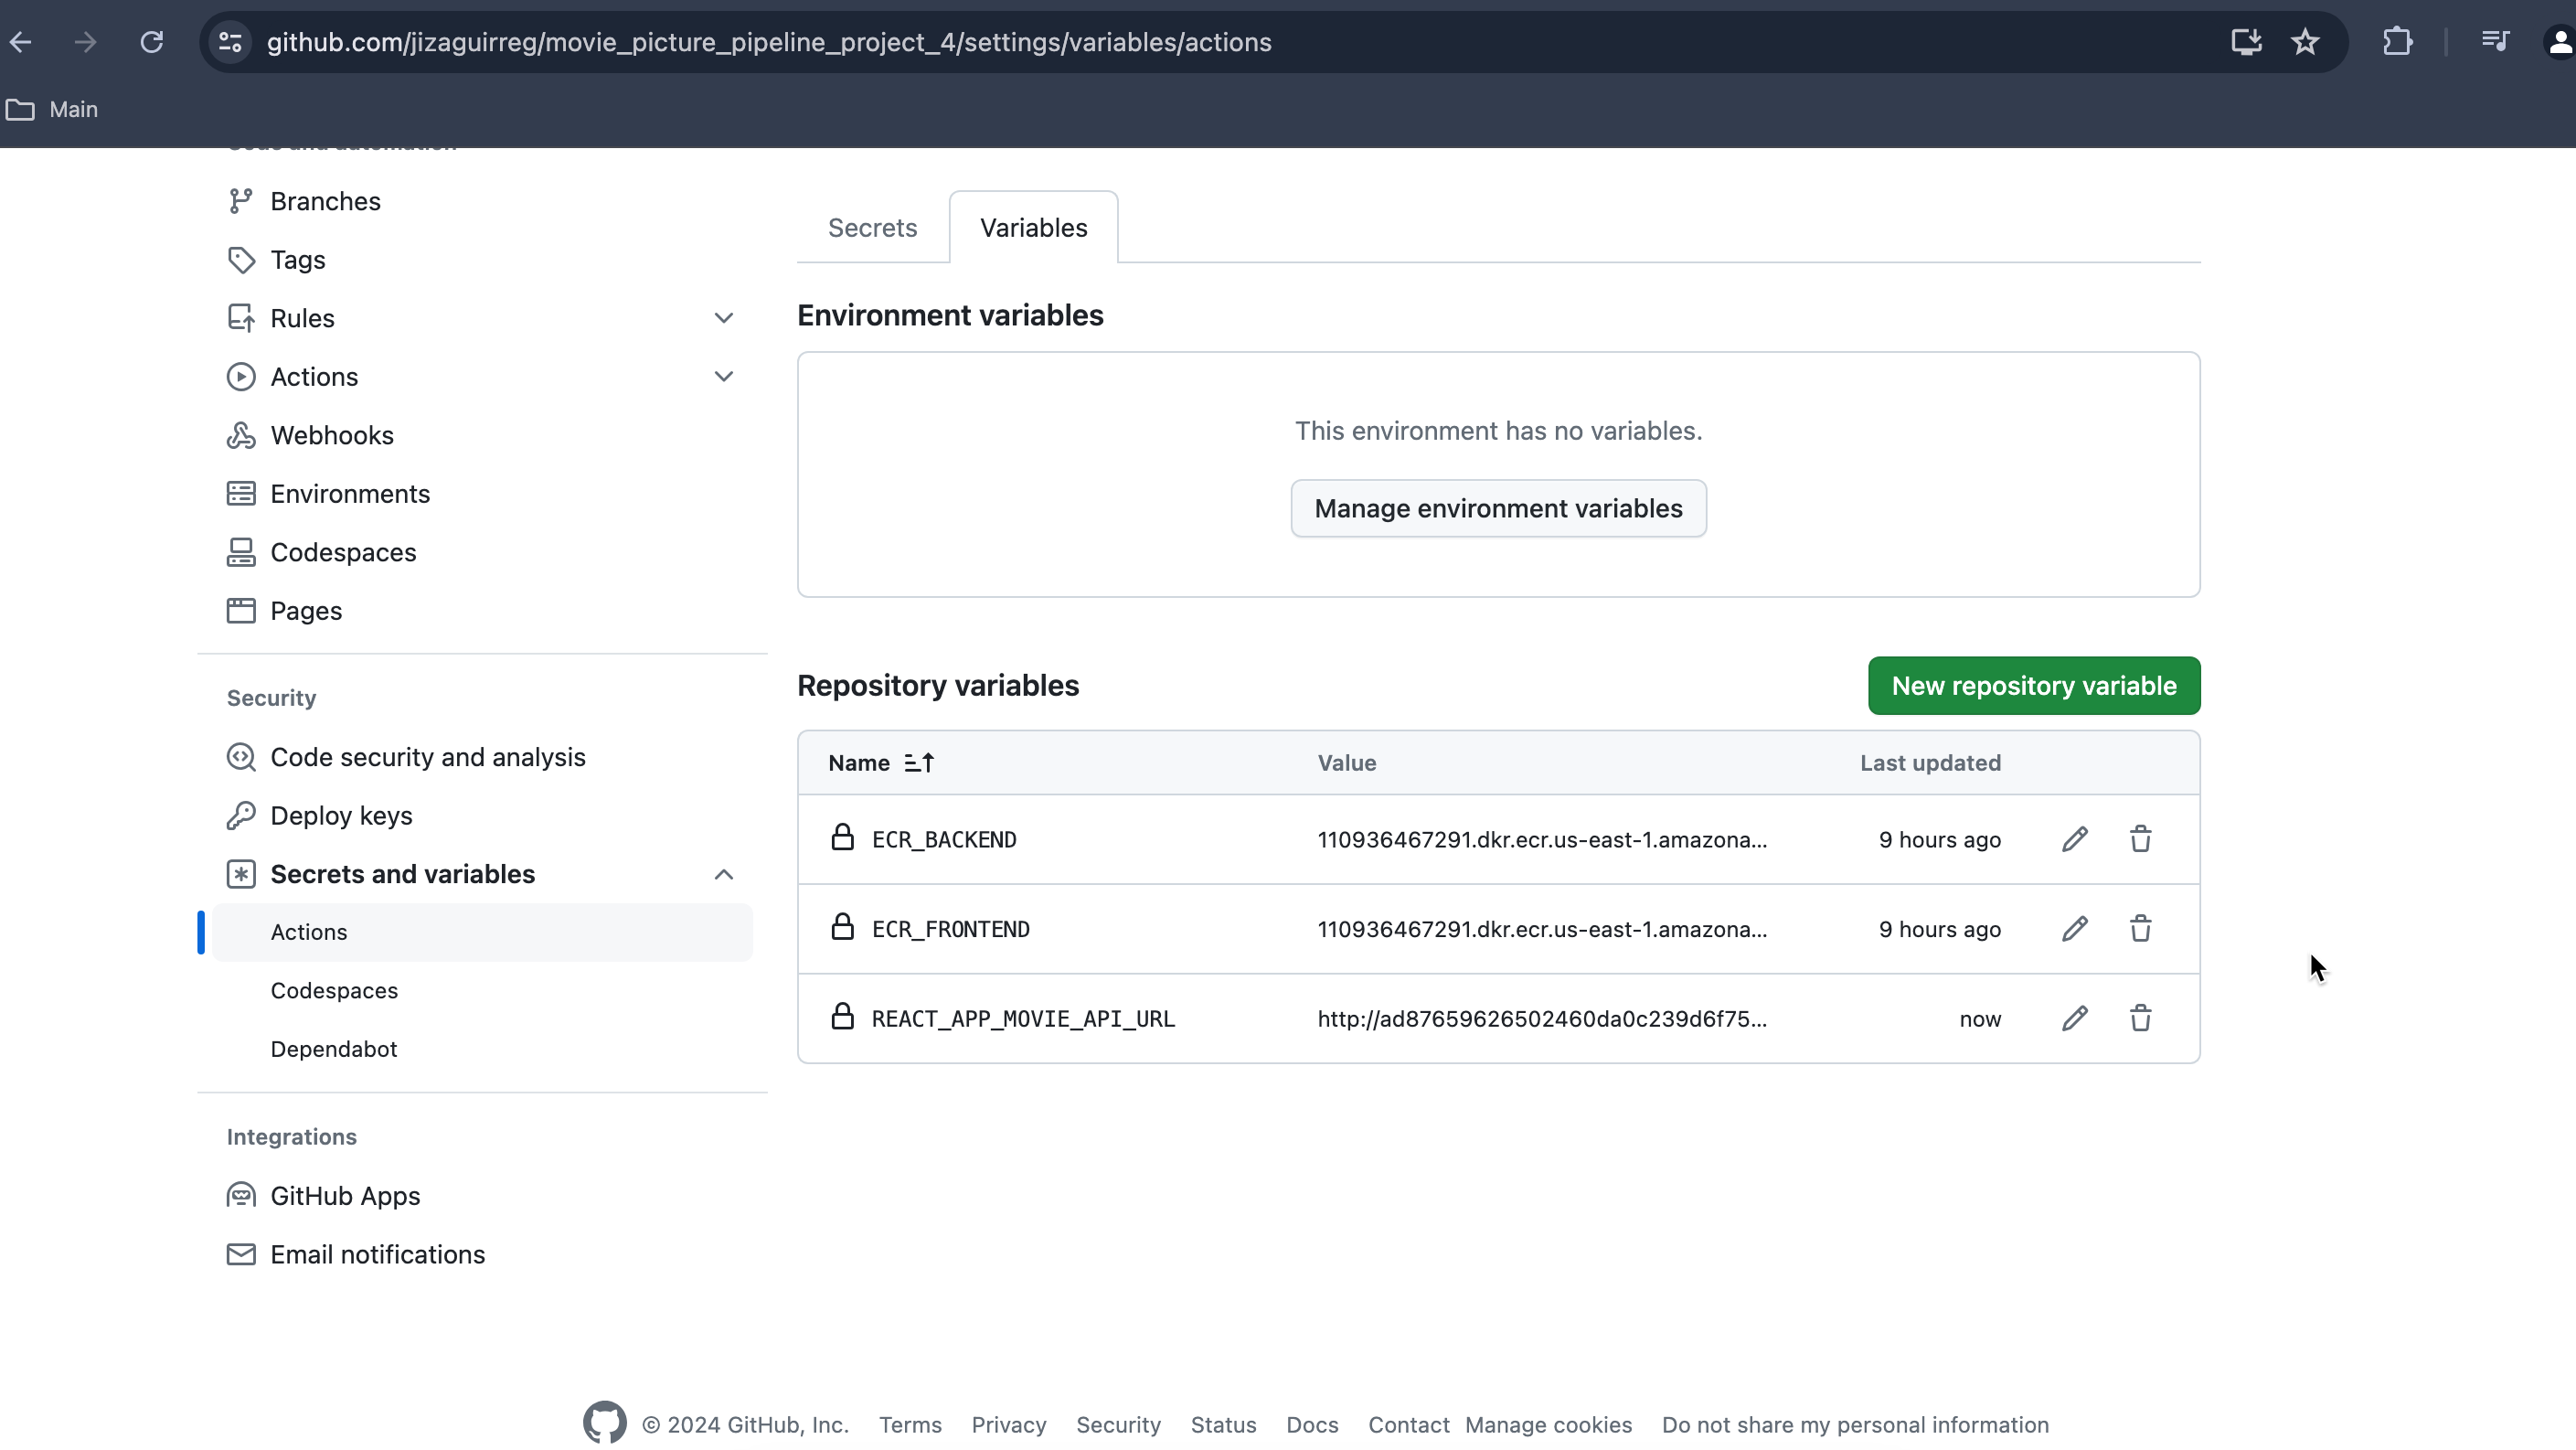 github.com/jizaguirreg/movie_picture_pipeline_project_4/settings/variables/actions
Main
Code and automation
Branches
Tags
Rules
Actions
Webhooks
Environments
Codespaces
Pages
Security
Code security and analysis
Deploy keys
Secrets and variables
Actions
Codespaces
Dependabot
Integrations
GitHub Apps
Email notifications
Secrets
Variables
Environment variables
This environment has no variables.
Manage environment variables
Repository variables
New repository variable
Name Value Last updated
ECR_BACKEND 110936467291.dkr.ecr.us-east-1.amazona... 9 hours ago
ECR_FRONTEND 110936467291.dkr.ecr.us-east-1.amazona... 9 hours ago
REACT_APP_MOVIE_API_URL http://ad87659626502460da0c239d6f75... now
© 2024 GitHub, Inc. Terms Privacy Security Status Docs Contact Manage cookies Do not share my personal information